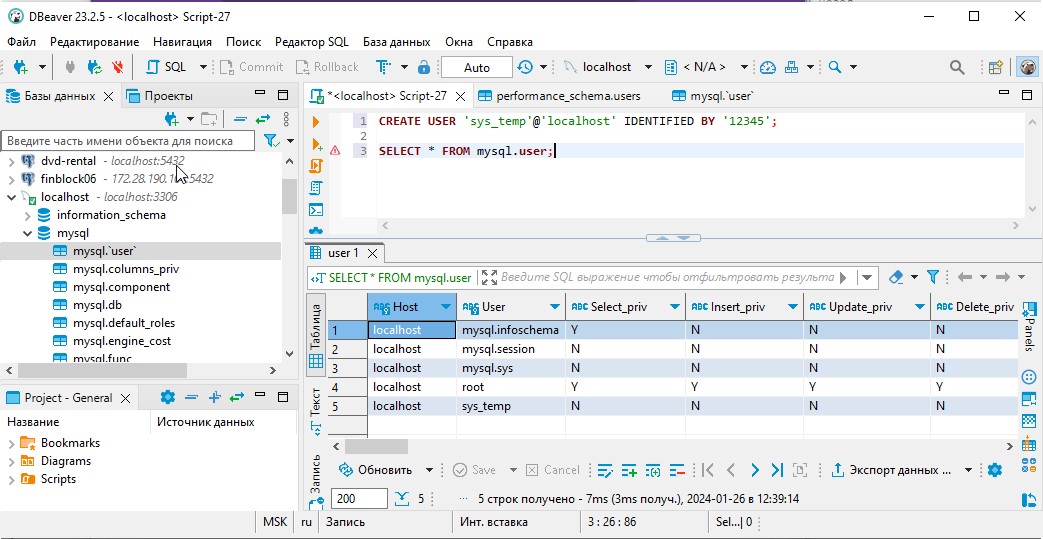 DBeaver 23.2.5 - <localhost> Script-27
Файл Редактирование Навигация Поиск Редактор SQL База данных Окна Справка
SQL Commit Rollback Auto localhost < N/A >
Базы данных Проекты
Введите часть имени объекта для поиска
dvd-rental - localhost:5432
finblock06 - 172.28.190.10 5432
localhost - localhost:3306
information_schema
mysql
mysql.`user`
mysql.columns_priv
mysql.component
mysql.db
mysql.default_roles
mysql.engine_cost
mysql.func
Project - General
Название Источник данных
Bookmarks
Diagrams
Scripts
*<localhost> Script-27 performance_schema.users mysql.`user`
1 CREATE USER 'sys_temp'@'localhost' IDENTIFIED BY '12345';
2
3 SELECT * FROM mysql.user;
user 1
SELECT * FROM mysql.user Введите SQL выражение чтобы отфильтровать результа
Таблица
Текст
Запись
ABC Host ABC User ABC Select_priv ABC Insert_priv ABC Update_priv ABC Delete_priv
1 localhost mysql.infoschema Y N N N
2 localhost mysql.session N N N N
3 localhost mysql.sys N N N N
4 localhost root Y Y Y Y
5 localhost sys_temp N N N N
Panels
Обновить Save Cancel Экспорт данных ...
200 5 5 строк получено - 7ms (3ms получ.), 2024-01-26 в 12:39:14
MSK ru Запись Инт. вставка 3 : 26 : 86 Sel...| 0